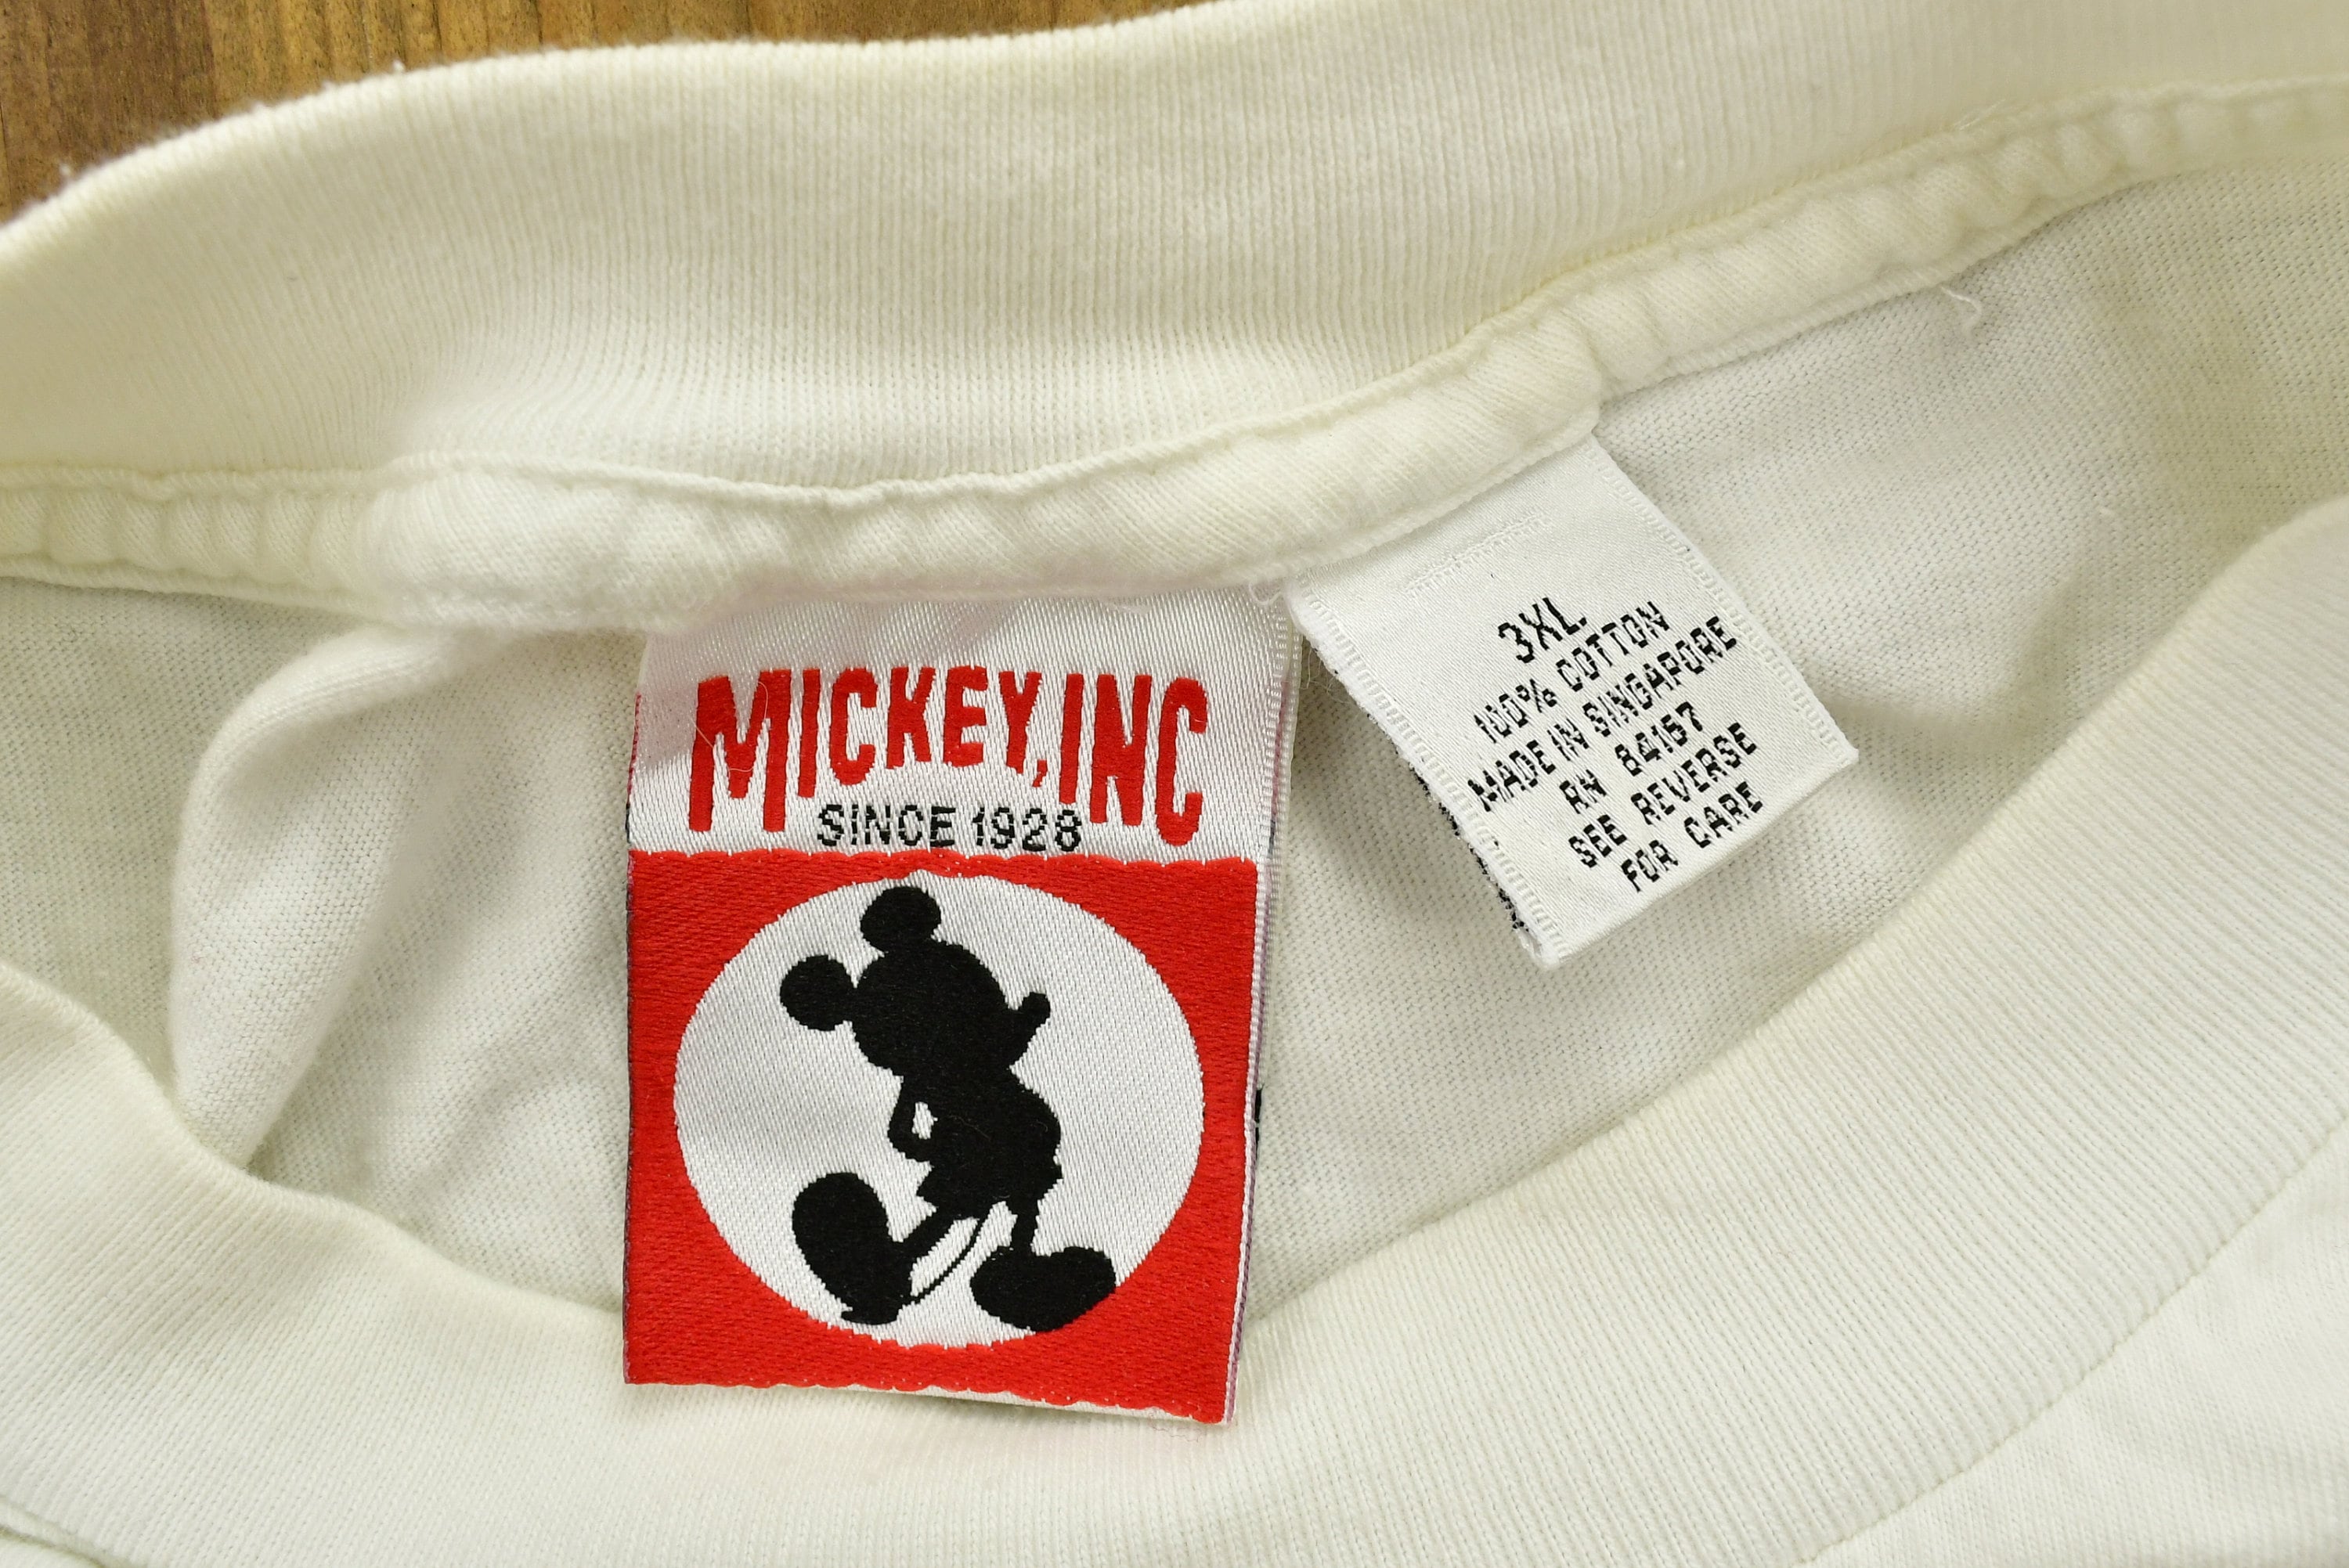 MICKEY, INC
SINCE 1928
3XL
100% COTTON
MADE IN SINGAPORE
RN 84157
SEE REVERSE
FOR CARE